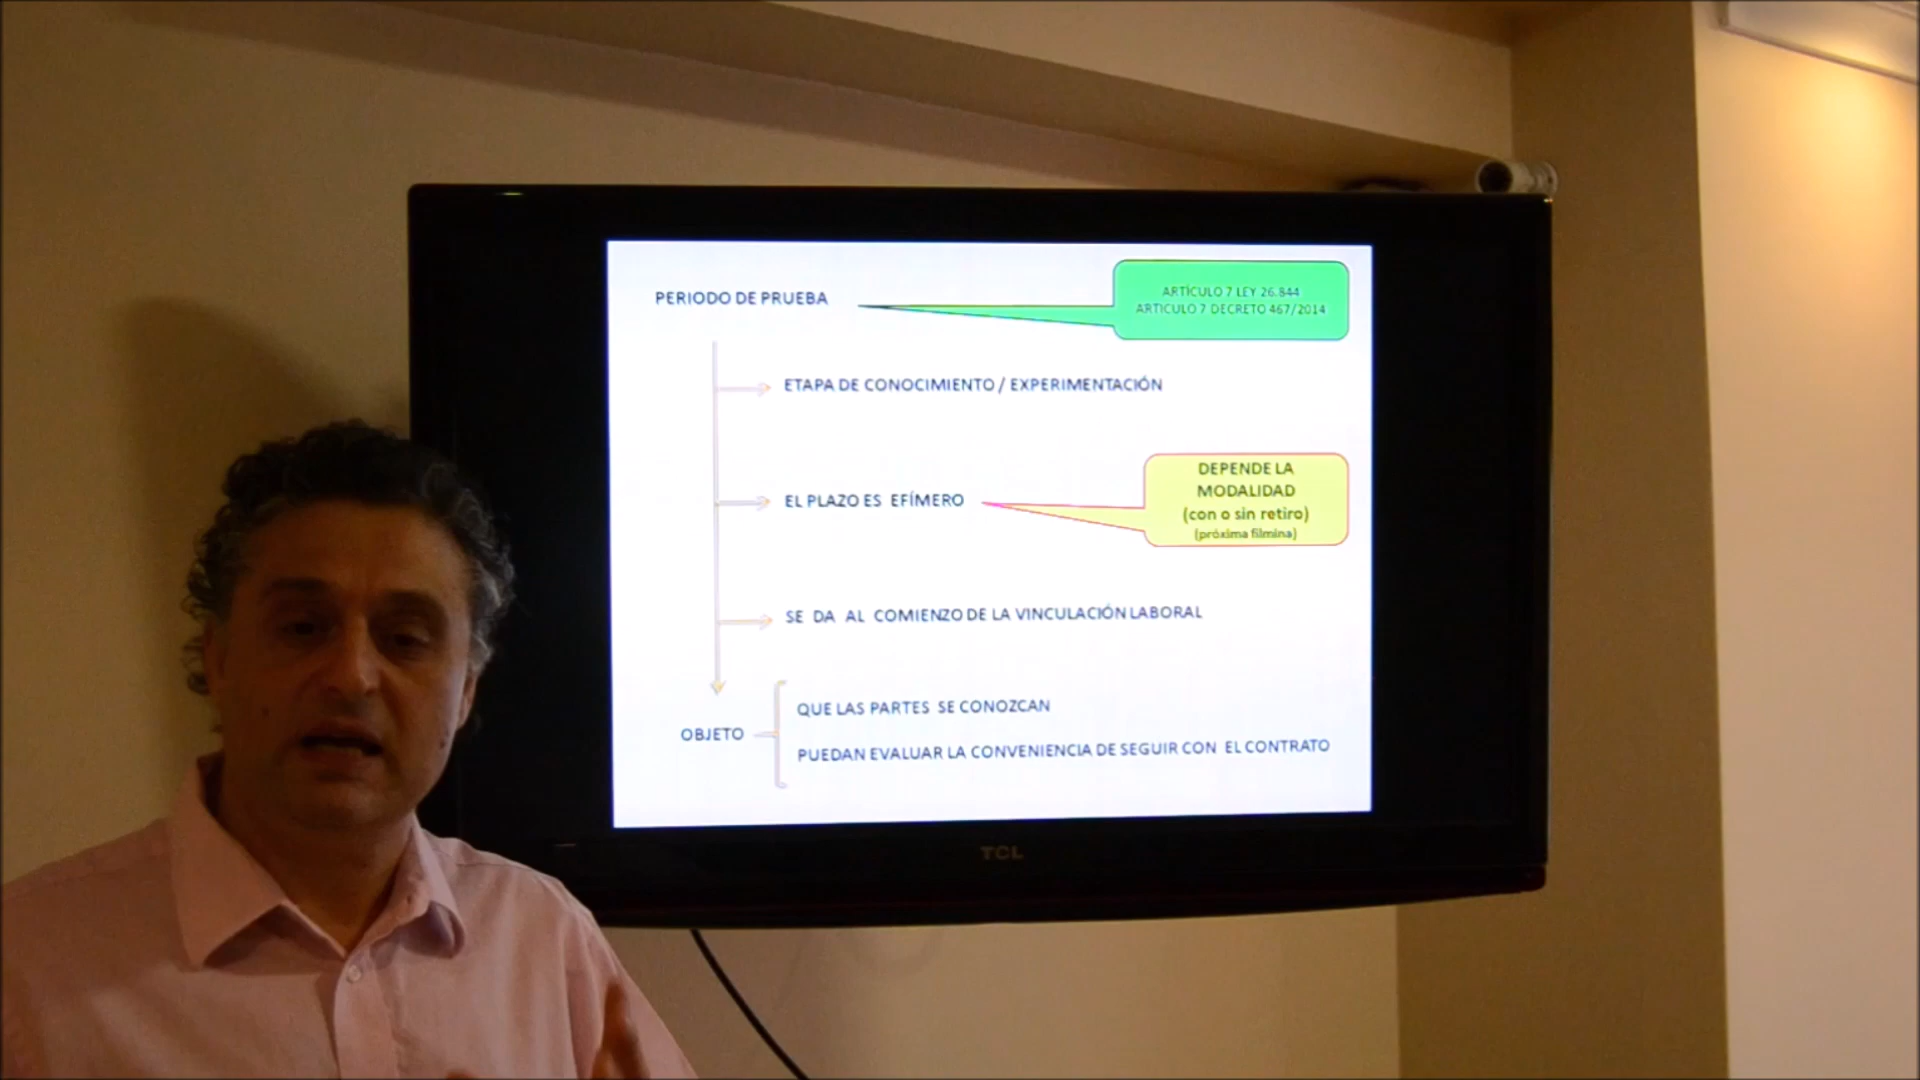 PERIODO DE PRUEBA
ARTÍCULO 7 LEY 26.844
ARTICULO 7 DECRETO 467/2014
ETAPA DE CONOCIMIENTO / EXPERIMENTACIÓN
EL PLAZO ES EFÍMERO
DEPENDE LA
MODALIDAD
(con o sin retiro)
(próxima filmina)
SE DA AL COMIENZO DE LA VINCULACIÓN LABORAL
OBJETO
QUE LAS PARTES SE CONOZCAN
PUEDAN EVALUAR LA CONVENIENCIA DE SEGUIR CON EL CONTRATO
TCL